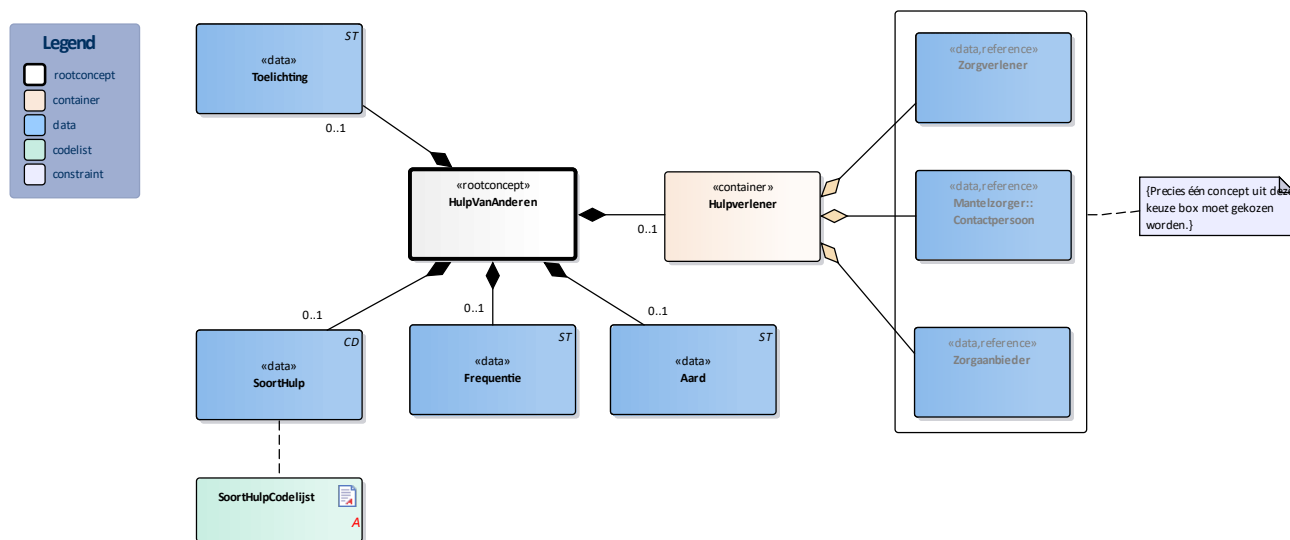 Legend
rootconcept
container
data
codelist
constraint
ST
«data»
Toelichting
0..1
«rootconcept»
HulpVanAnderen
0..1
«container»
Hulpverlener
«data,reference»
Zorgverlener
«data,reference»
Mantelzorger::
Contactpersoon
«data,reference»
Zorgaanbieder
{Precies één concept uit deze
keuze box moet gekozen
worden.}
0..1
0..1
0..1
CD
«data»
SoortHulp
ST
«data»
Frequentie
ST
«data»
Aard
SoortHulpCodelijst
A